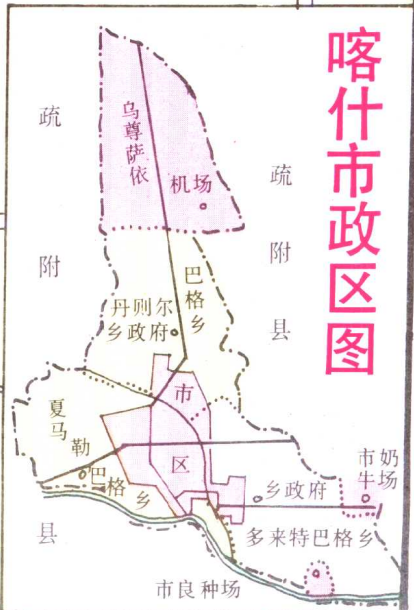 喀什市政区图
疏附县
疏附县
乌尊萨依
机场
巴格乡
丹则尔
乡政府
市区
夏马勒
巴格乡
乡政府
市奶
牛场
多来特巴格乡
市良种场